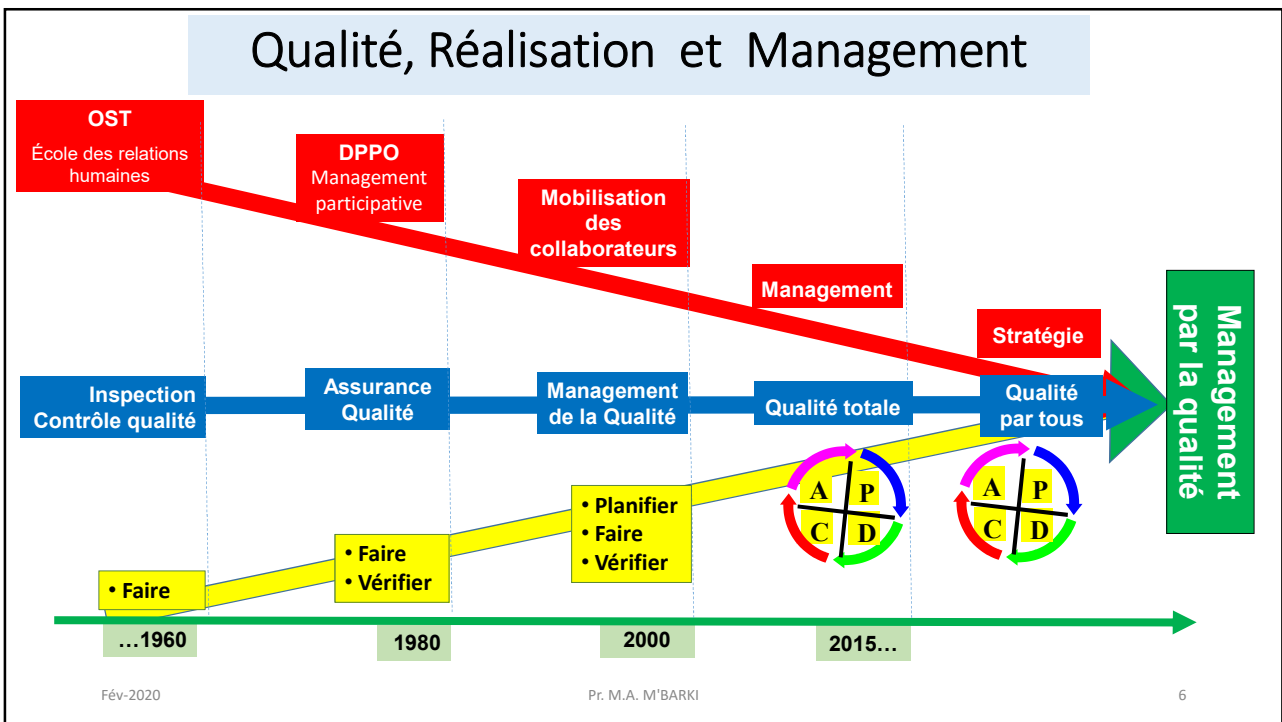 Qualité, Réalisation et Management
OST
École des relations
humaines
DPPO
Management
participative
Mobilisation
des
collaborateurs
Management
Stratégie
Inspection
Contrôle qualité
Assurance
Qualité
Management
de la Qualité
Qualité totale
Qualité
par tous
Management
par la qualité
• Faire
• Faire
• Vérifier
• Planifier
• Faire
• Vérifier
A P
C D
A P
C D
...1960
1980
2000
2015...
Fév-2020
Pr. M.A. M'BARKI
6